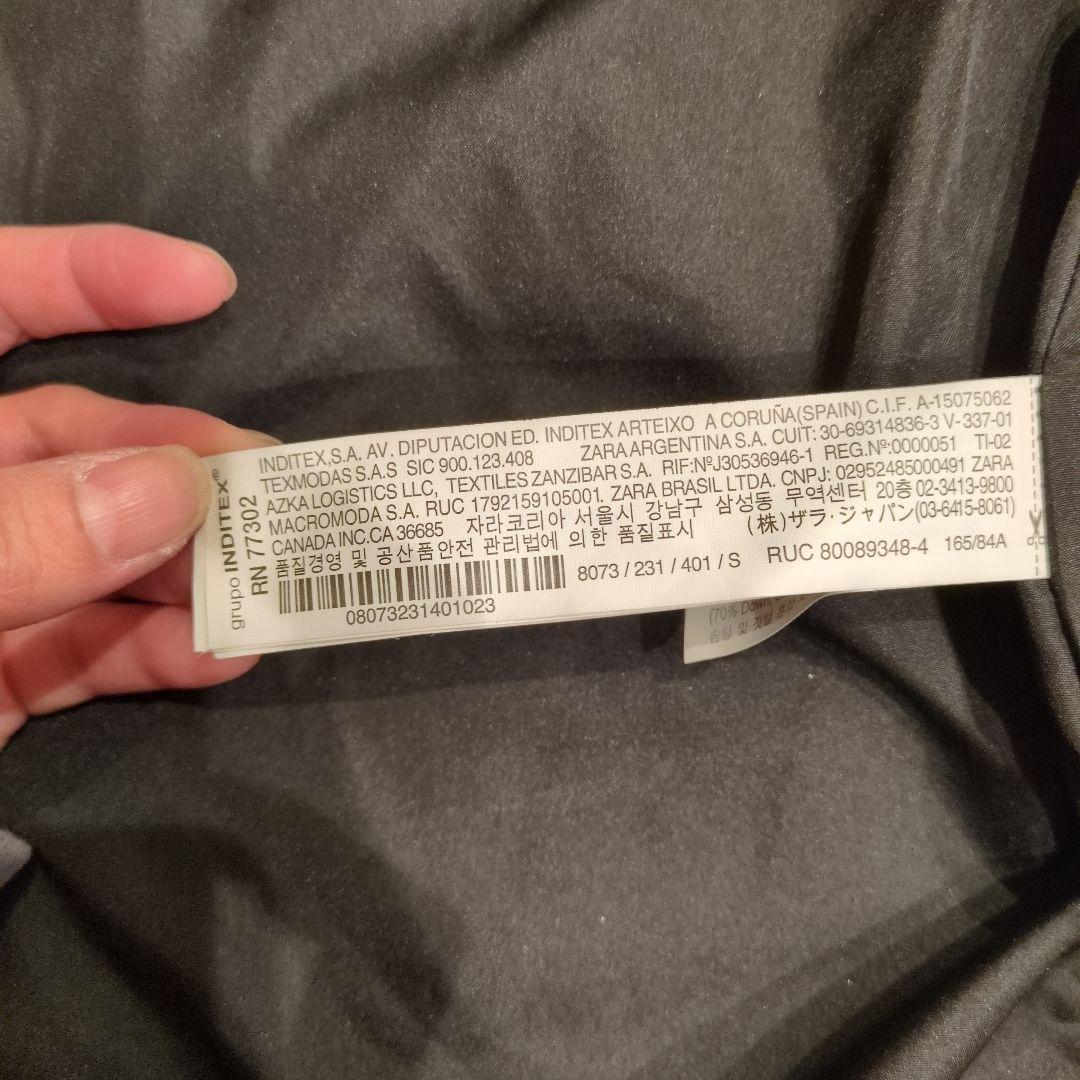 grupo INDITEX®
RN 77302
INDITEX,S.A. AV. DIPUTACION ED. INDITEX ARTEIXO A CORUÑA(SPAIN) C.I.F. A-15075062
TEXMODAS S.A.S SIC 900.123.408 ZARA ARGENTINA S.A. CUIT: 30-69314836-3 V-337-01
AZKA LOGISTICS LLC, TEXTILES ZANZIBAR S.A. RIF:NºJ30536946-1 REG.Nº:0000051 TI-02
MACROMODA S.A. RUC 1792159105001. ZARA BRASIL LTDA. CNPJ: 02952485000491 ZARA
CANADA INC.CA 36685 자라코리아 서울시 강남구 삼성동 무역센터 20층 02-3413-9800
품질경영 및 공산품안전 관리법에 의한 품질표시 (株)ザラ・ジャパン(03-6415-8061)
8073 / 231 / 401 / S RUC 80089348-4 165/84A
08073231401023
(70% Down,
솜털 및 깃털